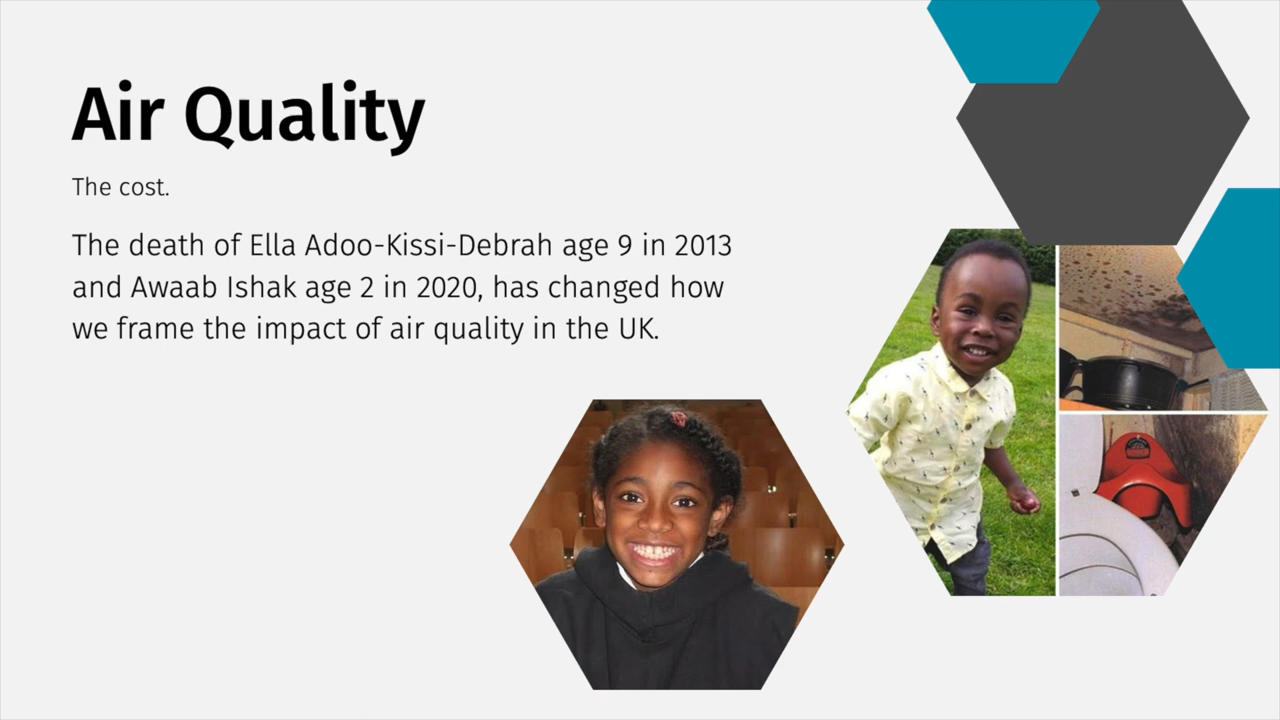 Air Quality
The cost.
The death of Ella Adoo-Kissi-Debrah age 9 in 2013
and Awaab Ishak age 2 in 2020, has changed how
we frame the impact of air quality in the UK.